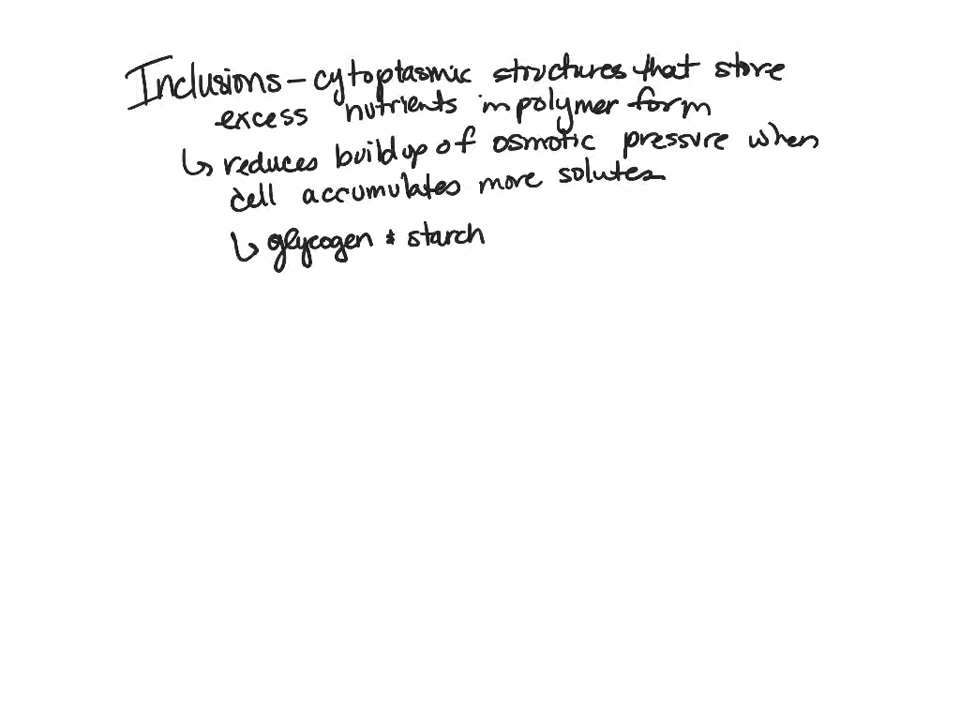 Inclusions – cytoplasmic structures that store
excess nutrients in polymer form
↳ reduces buildup of osmotic pressure when
cell accumulates more solutes
↳ glycogen & starch